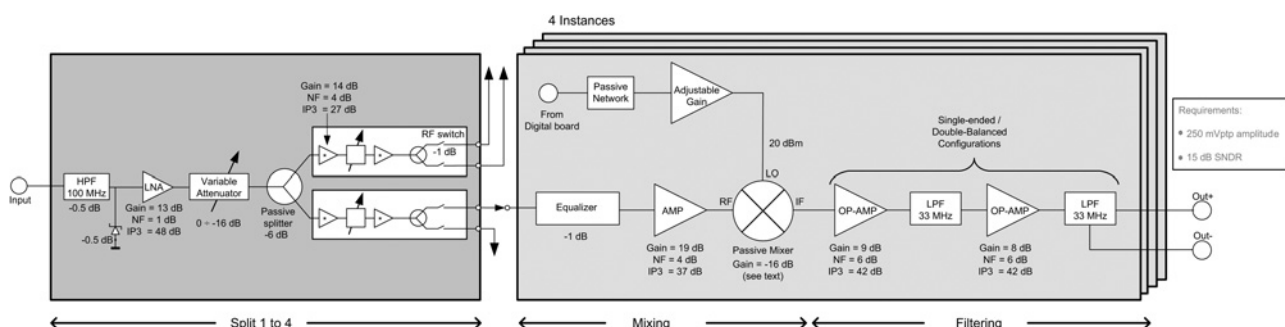 4 Instances
Gain = 14 dB
NF = 4 dB
IP3 = 27 dB
RF switch
-1 dB
HPF
100 MHz
-0.5 dB
-0.5 dB
Input
LNA
Gain = 13 dB
NF = 1 dB
IP3 = 48 dB
Variable
Attenuator
0 ÷ -16 dB
Passive
splitter
-6 dB
From
Digital board
Passive
Network
Adjustable
Gain
20 dBm
LO
Equalizer
-1 dB
AMP
Gain = 19 dB
NF = 4 dB
IP3 = 37 dB
RF
IF
Passive Mixer
Gain = -16 dB
(see text)
Single-ended /
Double-Balanced
Configurations
OP-AMP
Gain = 9 dB
NF = 6 dB
IP3 = 42 dB
LPF
33 MHz
OP-AMP
Gain = 8 dB
NF = 6 dB
IP3 = 42 dB
LPF
33 MHz
Out+
Out-
Requirements:
• 250 mVptp amplitude
• 15 dB SNDR
Split 1 to 4
Mixing
Filtering